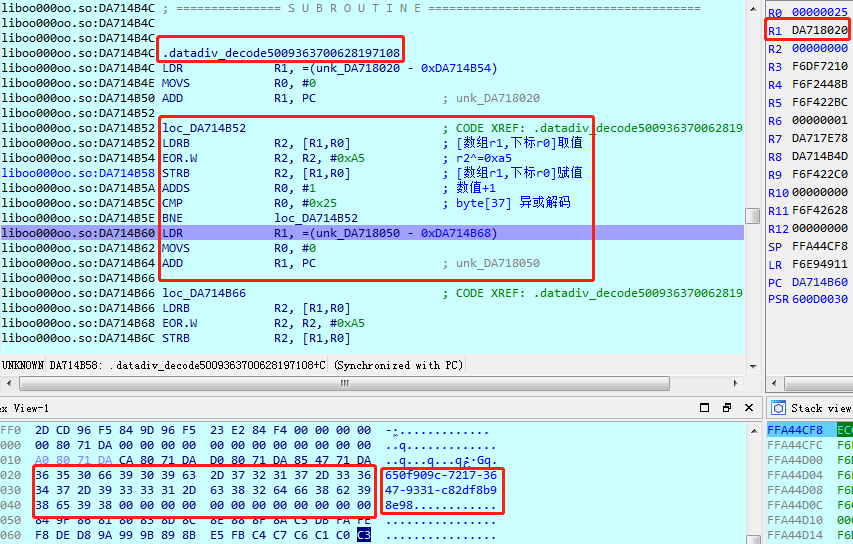 liboo000oo.so:DA714B4C ; =============== S U B R O U T I N E =======================================
liboo000oo.so:DA714B4C
liboo000oo.so:DA714B4C
liboo000oo.so:DA714B4C .datadiv_decode5009363700628197108
liboo000oo.so:DA714B4C LDR R1, =(unk_DA718020 - 0xDA714B54)
liboo000oo.so:DA714B4E MOVS R0, #0
liboo000oo.so:DA714B50 ADD R1, PC ; unk_DA718020
liboo000oo.so:DA714B52
liboo000oo.so:DA714B52 loc_DA714B52 ; CODE XREF: .datadiv_decode500936370062819
liboo000oo.so:DA714B52 LDRB R2, [R1,R0] ; [数组r1,下标r0]取值
liboo000oo.so:DA714B54 EOR.W R2, R2, #0xA5 ; r2^=0xa5
liboo000oo.so:DA714B58 STRB R2, [R1,R0] ; [数组r1,下标r0]赋值
liboo000oo.so:DA714B5A ADDS R0, #1 ; 数值+1
liboo000oo.so:DA714B5C CMP R0, #0x25 ; byte[37] 异或解码
liboo000oo.so:DA714B5E BNE loc_DA714B52
liboo000oo.so:DA714B60 LDR R1, =(unk_DA718050 - 0xDA714B68)
liboo000oo.so:DA714B62 MOVS R0, #0
liboo000oo.so:DA714B64 ADD R1, PC ; unk_DA718050
liboo000oo.so:DA714B66
liboo000oo.so:DA714B66 loc_DA714B66 ; CODE XREF: .datadiv_decode500936370062819
liboo000oo.so:DA714B66 LDRB R2, [R1,R0]
liboo000oo.so:DA714B68 EOR.W R2, R2, #0xA5
liboo000oo.so:DA714B6C STRB R2, [R1,R0]
UNKNOWN DA714B58: .datadiv_decode5009363700628197108+C (Synchronized with PC)
R0 00000025
R1 DA718020
R2 00000000
R3 F6DF7210
R4 F6F2448B
R5 F6F422BC
R6 00000001
R7 DA717E78
R8 DA714B4D
R9 F6F422C0
R10 00000000
R11 F6F42628
R12 00000000
SP FFA44CF8
LR F6E94911
PC DA714B60
PSR 600D0030
ex View-1
FF0 2D CD 96 F5 84 9D 96 F5 23 E2 84 F4 00 00 00 00
000 00 80 71 DA 00 00 00 00 00 00 00 00 00 00 00 00 ..q.............
010 A0 80 71 DA CA 80 71 DA D0 80 71 DA 85 47 71 DA
020 36 35 30 66 39 30 39 63 2D 37 32 31 37 2D 33 36 650f909c-7217-36
030 34 37 2D 39 33 33 31 2D 63 38 32 64 66 38 62 39 47-9331-c82df8b9
040 38 65 39 38 00 00 00 00 00 00 00 00 00 00 00 00 8e98............
060 F8 DE D8 9A 99 9B 89 8B E5 FB C4 C7 C6 C1 C0 C3
Stack view
FFA44CF8 EC
FFA44CFC F6
FFA44D00 F6
FFA44D04 F6
FFA44D08 F6
FFA44D0C F6
FFA44D10 00
FFA44D14 F6